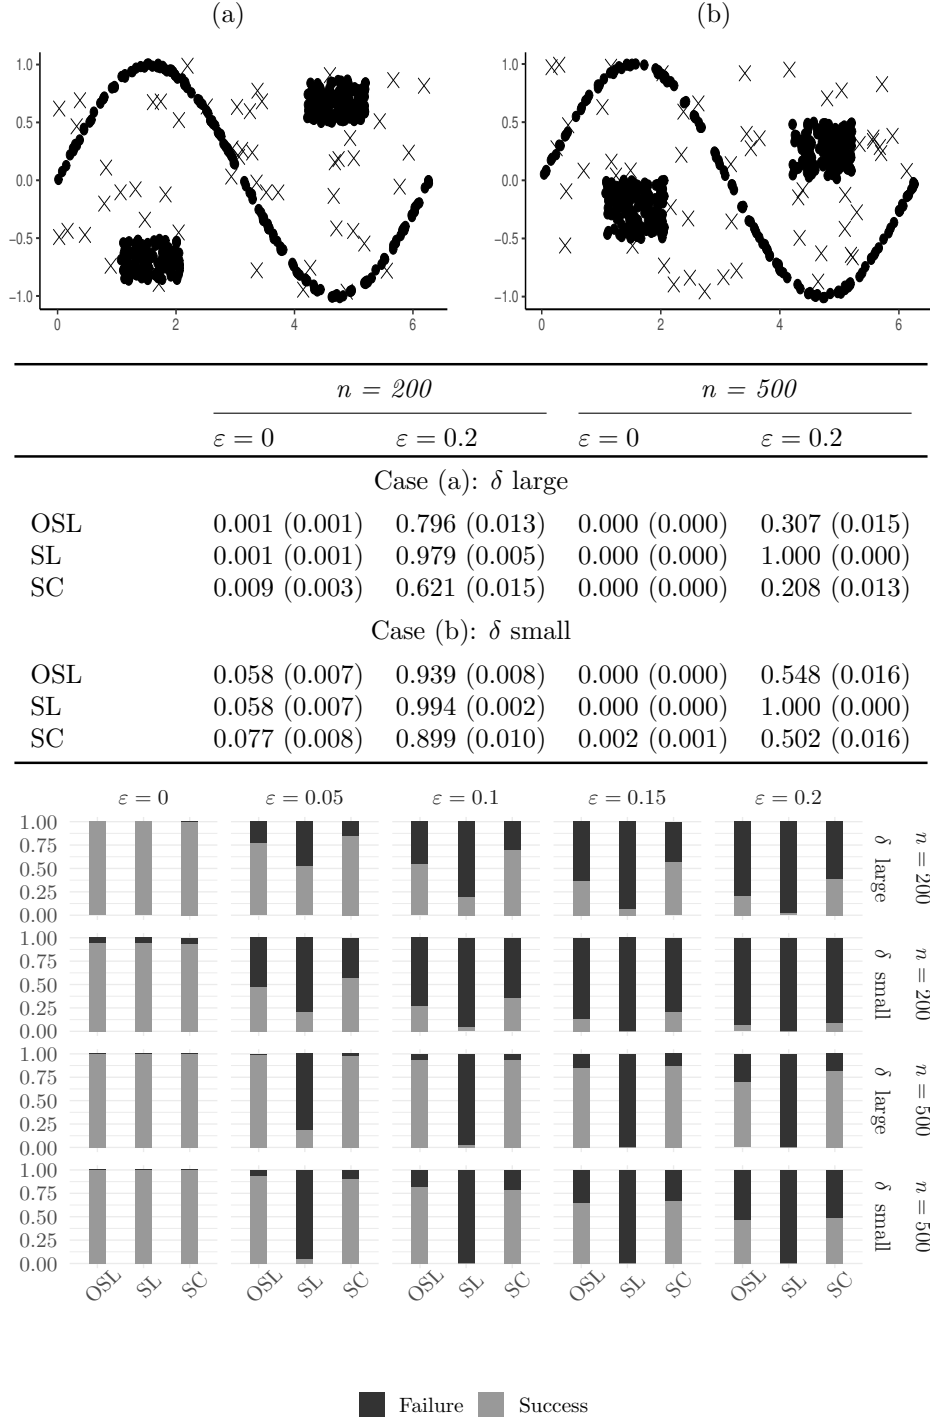 (a) (b)
1.0 1.0
0.5 0.5
0.0 0.0
−0.5 −0.5
−1.0 −1.0
0 2 4 6 0 2 4 6
n = 200 n = 500
ε = 0 ε = 0.2 ε = 0 ε = 0.2
Case (a): δ large
OSL 0.001 (0.001) 0.796 (0.013) 0.000 (0.000) 0.307 (0.015)
SL 0.001 (0.001) 0.979 (0.005) 0.000 (0.000) 1.000 (0.000)
SC 0.009 (0.003) 0.621 (0.015) 0.000 (0.000) 0.208 (0.013)
Case (b): δ small
OSL 0.058 (0.007) 0.939 (0.008) 0.000 (0.000) 0.548 (0.016)
SL 0.058 (0.007) 0.994 (0.002) 0.000 (0.000) 1.000 (0.000)
SC 0.077 (0.008) 0.899 (0.010) 0.002 (0.001) 0.502 (0.016)
ε = 0 ε = 0.05 ε = 0.1 ε = 0.15 ε = 0.2
1.00
0.75
0.50
0.25
0.00
δ large
n = 200
1.00
0.75
0.50
0.25
0.00
δ small
n = 200
1.00
0.75
0.50
0.25
0.00
δ large
n = 500
1.00
0.75
0.50
0.25
0.00
δ small
n = 500
OSL SL SC OSL SL SC OSL SL SC OSL SL SC OSL SL SC
Failure Success